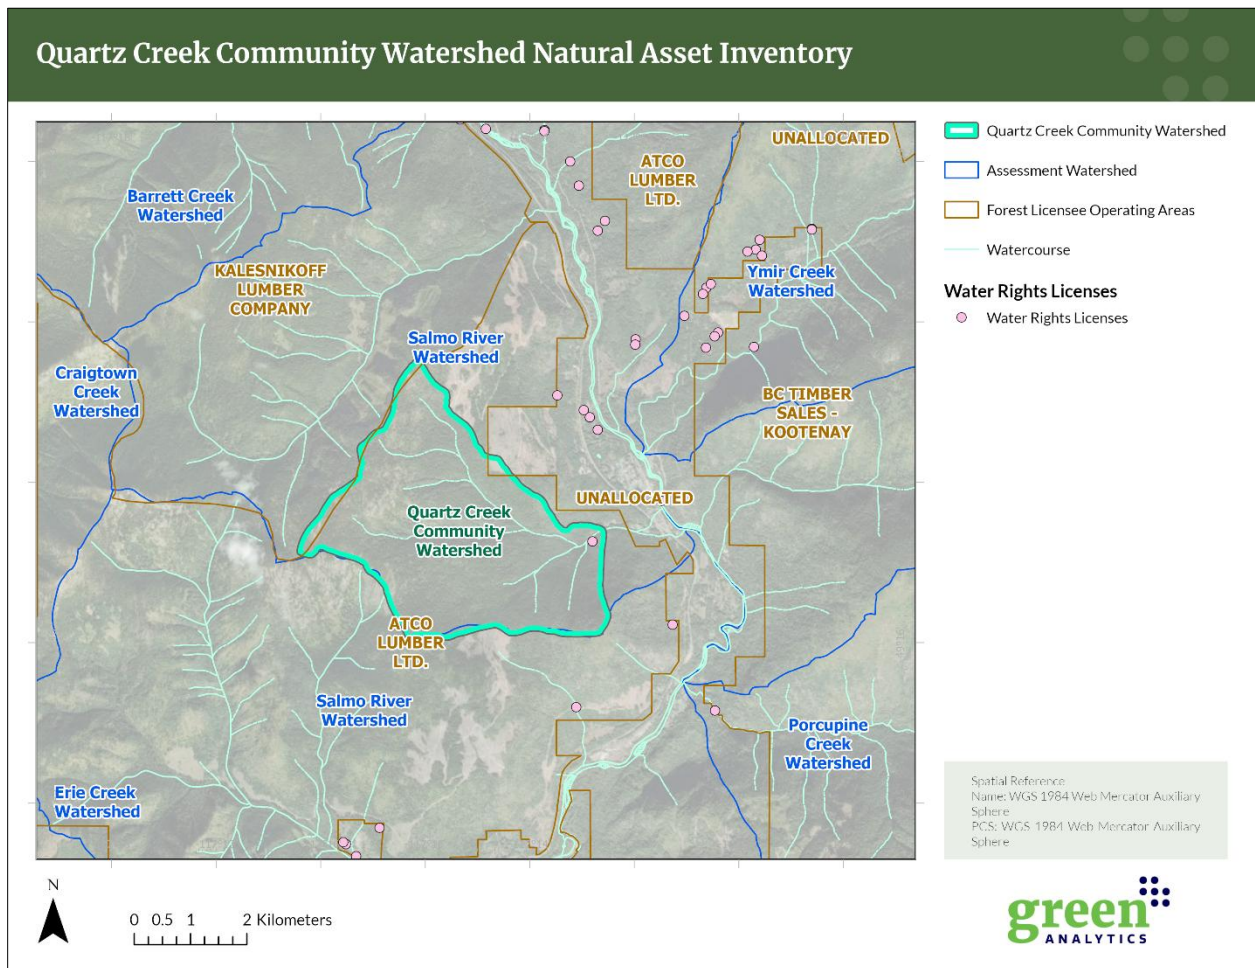 Quartz Creek Community Watershed Natural Asset Inventory
UNALLOCATED
ATCO
LUMBER
LTD.
Barrett Creek
Watershed
KALESNIKOFF
LUMBER
COMPANY
Ymir Creek
Watershed
Salmo River
Watershed
Craigtown
Creek
Watershed
BC TIMBER
SALES -
KOOTENAY
UNALLOCATED
Quartz Creek
Community
Watershed
ATCO
LUMBER
LTD.
Salmo River
Watershed
Porcupine
Creek
Watershed
Erie Creek
Watershed
Quartz Creek Community Watershed
Assessment Watershed
Forest Licensee Operating Areas
Watercourse
Water Rights Licenses
Water Rights Licenses
Spatial Reference
Name: WGS 1984 Web Mercator Auxiliary
Sphere
PCS: WGS 1984 Web Mercator Auxiliary
Sphere
N
0 0.5 1 2 Kilometers
green
ANALYTICS